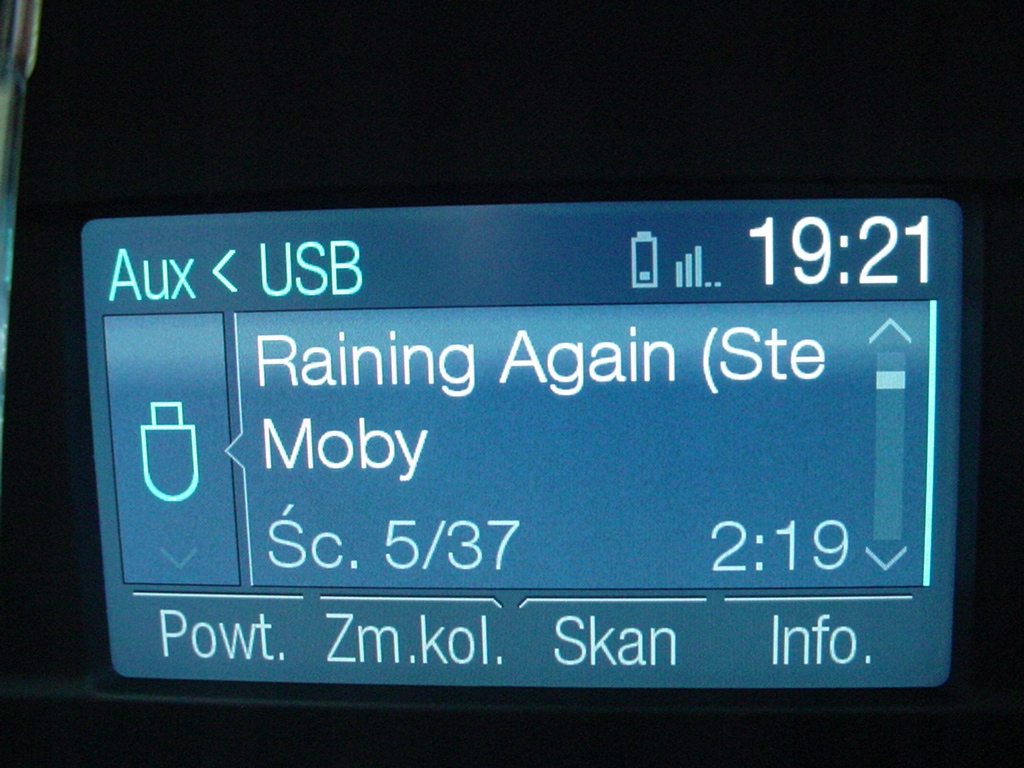 Aux < USB 19:21
Raining Again (Ste
Moby
Śc. 5/37 2:19
Powt. Zm.kol. Skan Info.